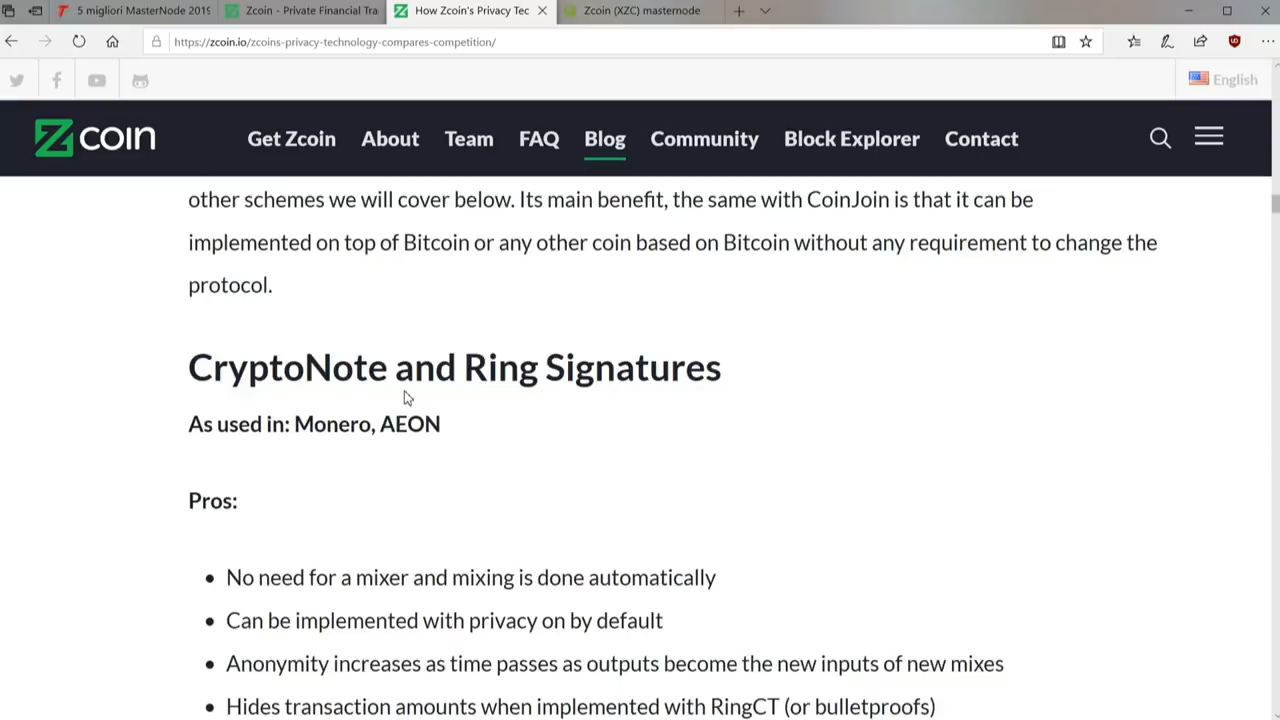 5 migliori MasterNode 2019
Zcoin - Private Financial Tra
How Zcoin's Privacy Tec
Zcoin (XZC) masternode
https://zcoin.io/zcoins-privacy-technology-compares-competition/
English
Zcoin
Get Zcoin About Team FAQ Blog Community Block Explorer Contact
other schemes we will cover below. Its main benefit, the same with CoinJoin is that it can be
implemented on top of Bitcoin or any other coin based on Bitcoin without any requirement to change the
protocol.
CryptoNote and Ring Signatures
As used in: Monero, AEON
Pros:
• No need for a mixer and mixing is done automatically
• Can be implemented with privacy on by default
• Anonymity increases as time passes as outputs become the new inputs of new mixes
• Hides transaction amounts when implemented with RingCT (or bulletproofs)